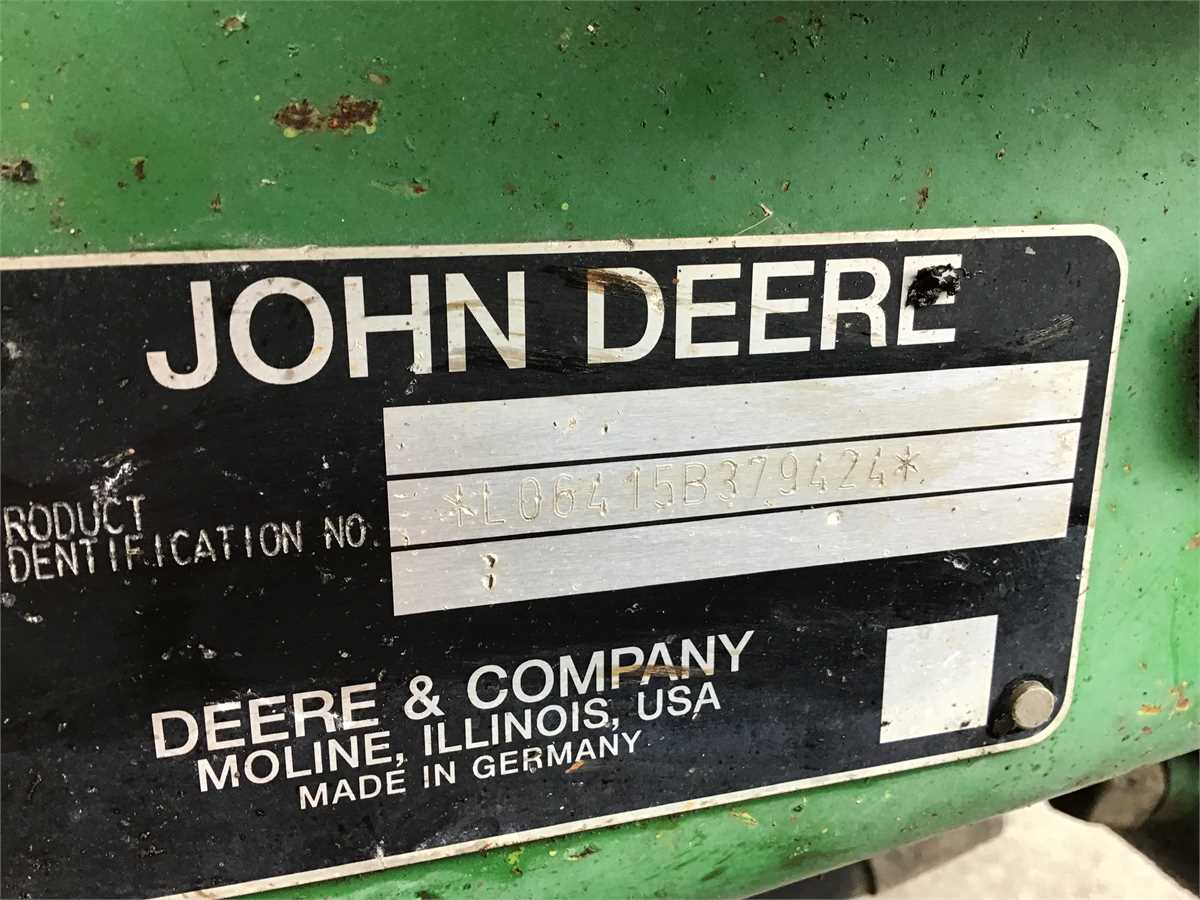 JOHN DEERE
RODUCT
DENTIFICATION NO.
*L06415B379424*
DEERE & COMPANY
MOLINE, ILLINOIS, USA
MADE IN GERMANY